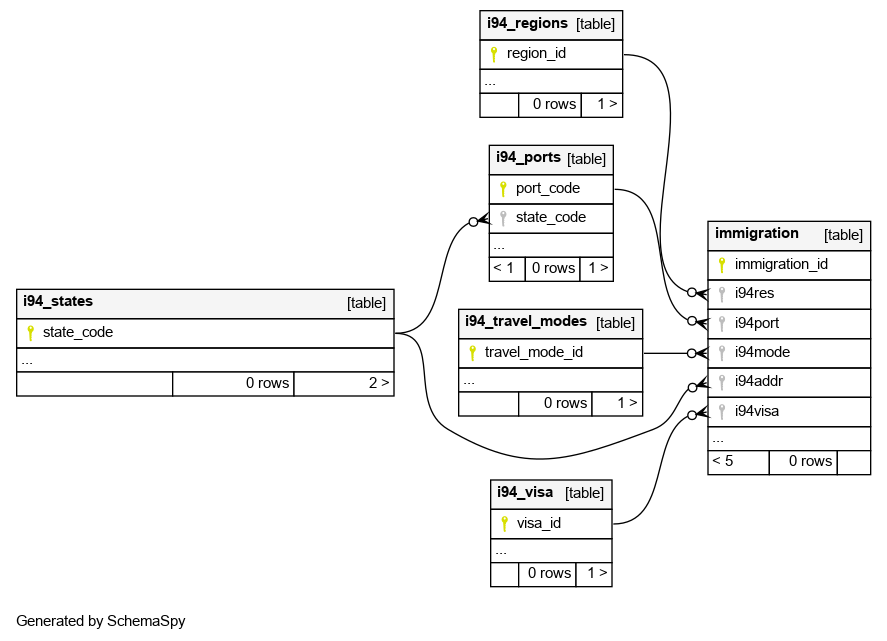 i94_regions [table]
region_id
...
0 rows 1 >
i94_ports [table]
port_code
state_code
...
< 1 0 rows 1 >
immigration [table]
immigration_id
i94res
i94port
i94mode
i94addr
i94visa
...
< 5 0 rows
i94_states [table]
state_code
...
0 rows 2 >
i94_travel_modes [table]
travel_mode_id
...
0 rows 1 >
i94_visa [table]
visa_id
...
0 rows 1 >
Generated by SchemaSpy